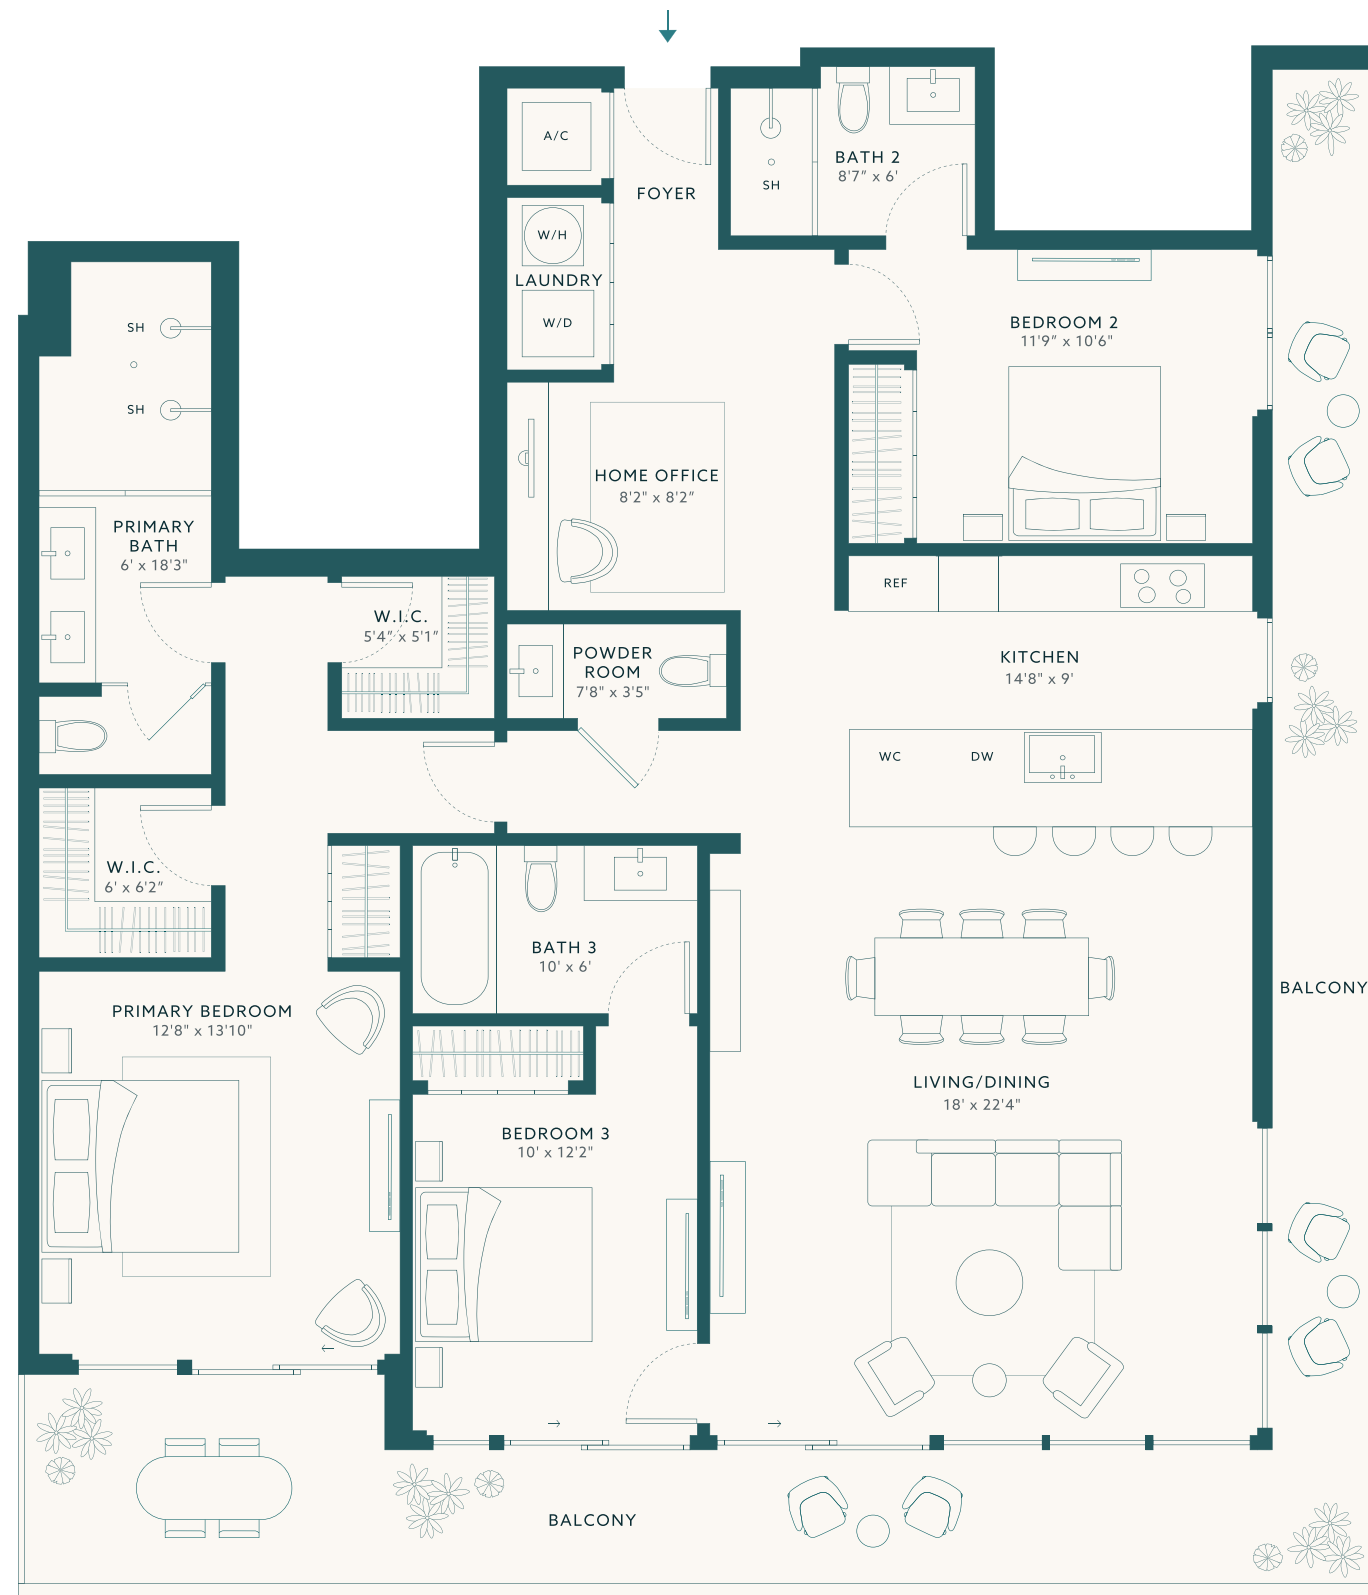 A/C
FOYER
BATH 2
8'7" x 6'
SH
W/H
LAUNDRY
W/D
BEDROOM 2
11'9" x 10'6"
SH
SH
HOME OFFICE
8'2" x 8'2"
PRIMARY
BATH
6' x 18'3"
REF
W.I.C.
5'4" x 5'1"
POWDER
ROOM
7'8" x 3'5"
KITCHEN
14'8" x 9'
WC
DW
W.I.C.
6' x 6'2"
BATH 3
10' x 6'
BALCONY
PRIMARY BEDROOM
12'8" x 13'10"
LIVING/DINING
18' x 22'4"
BEDROOM 3
10' x 12'2"
BALCONY